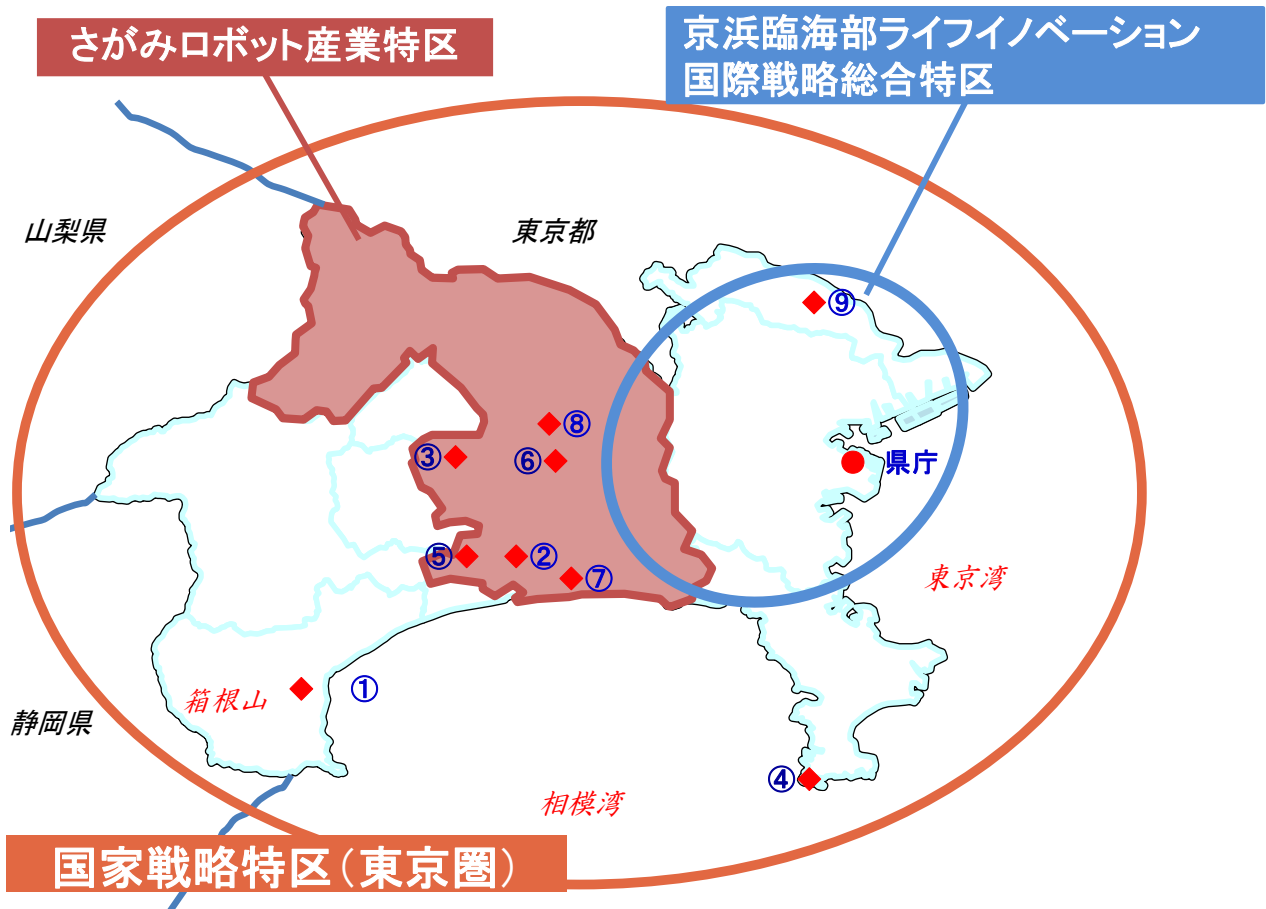 さがみロボット産業特区
京浜臨海部ライフイノベーション
国際戦略総合特区
山梨県
東京都
⑨
⑧
③
⑥
県庁
⑤
②
⑦
東京湾
箱根山
①
静岡県
④
相模湾
国家戦略特区(東京圏)